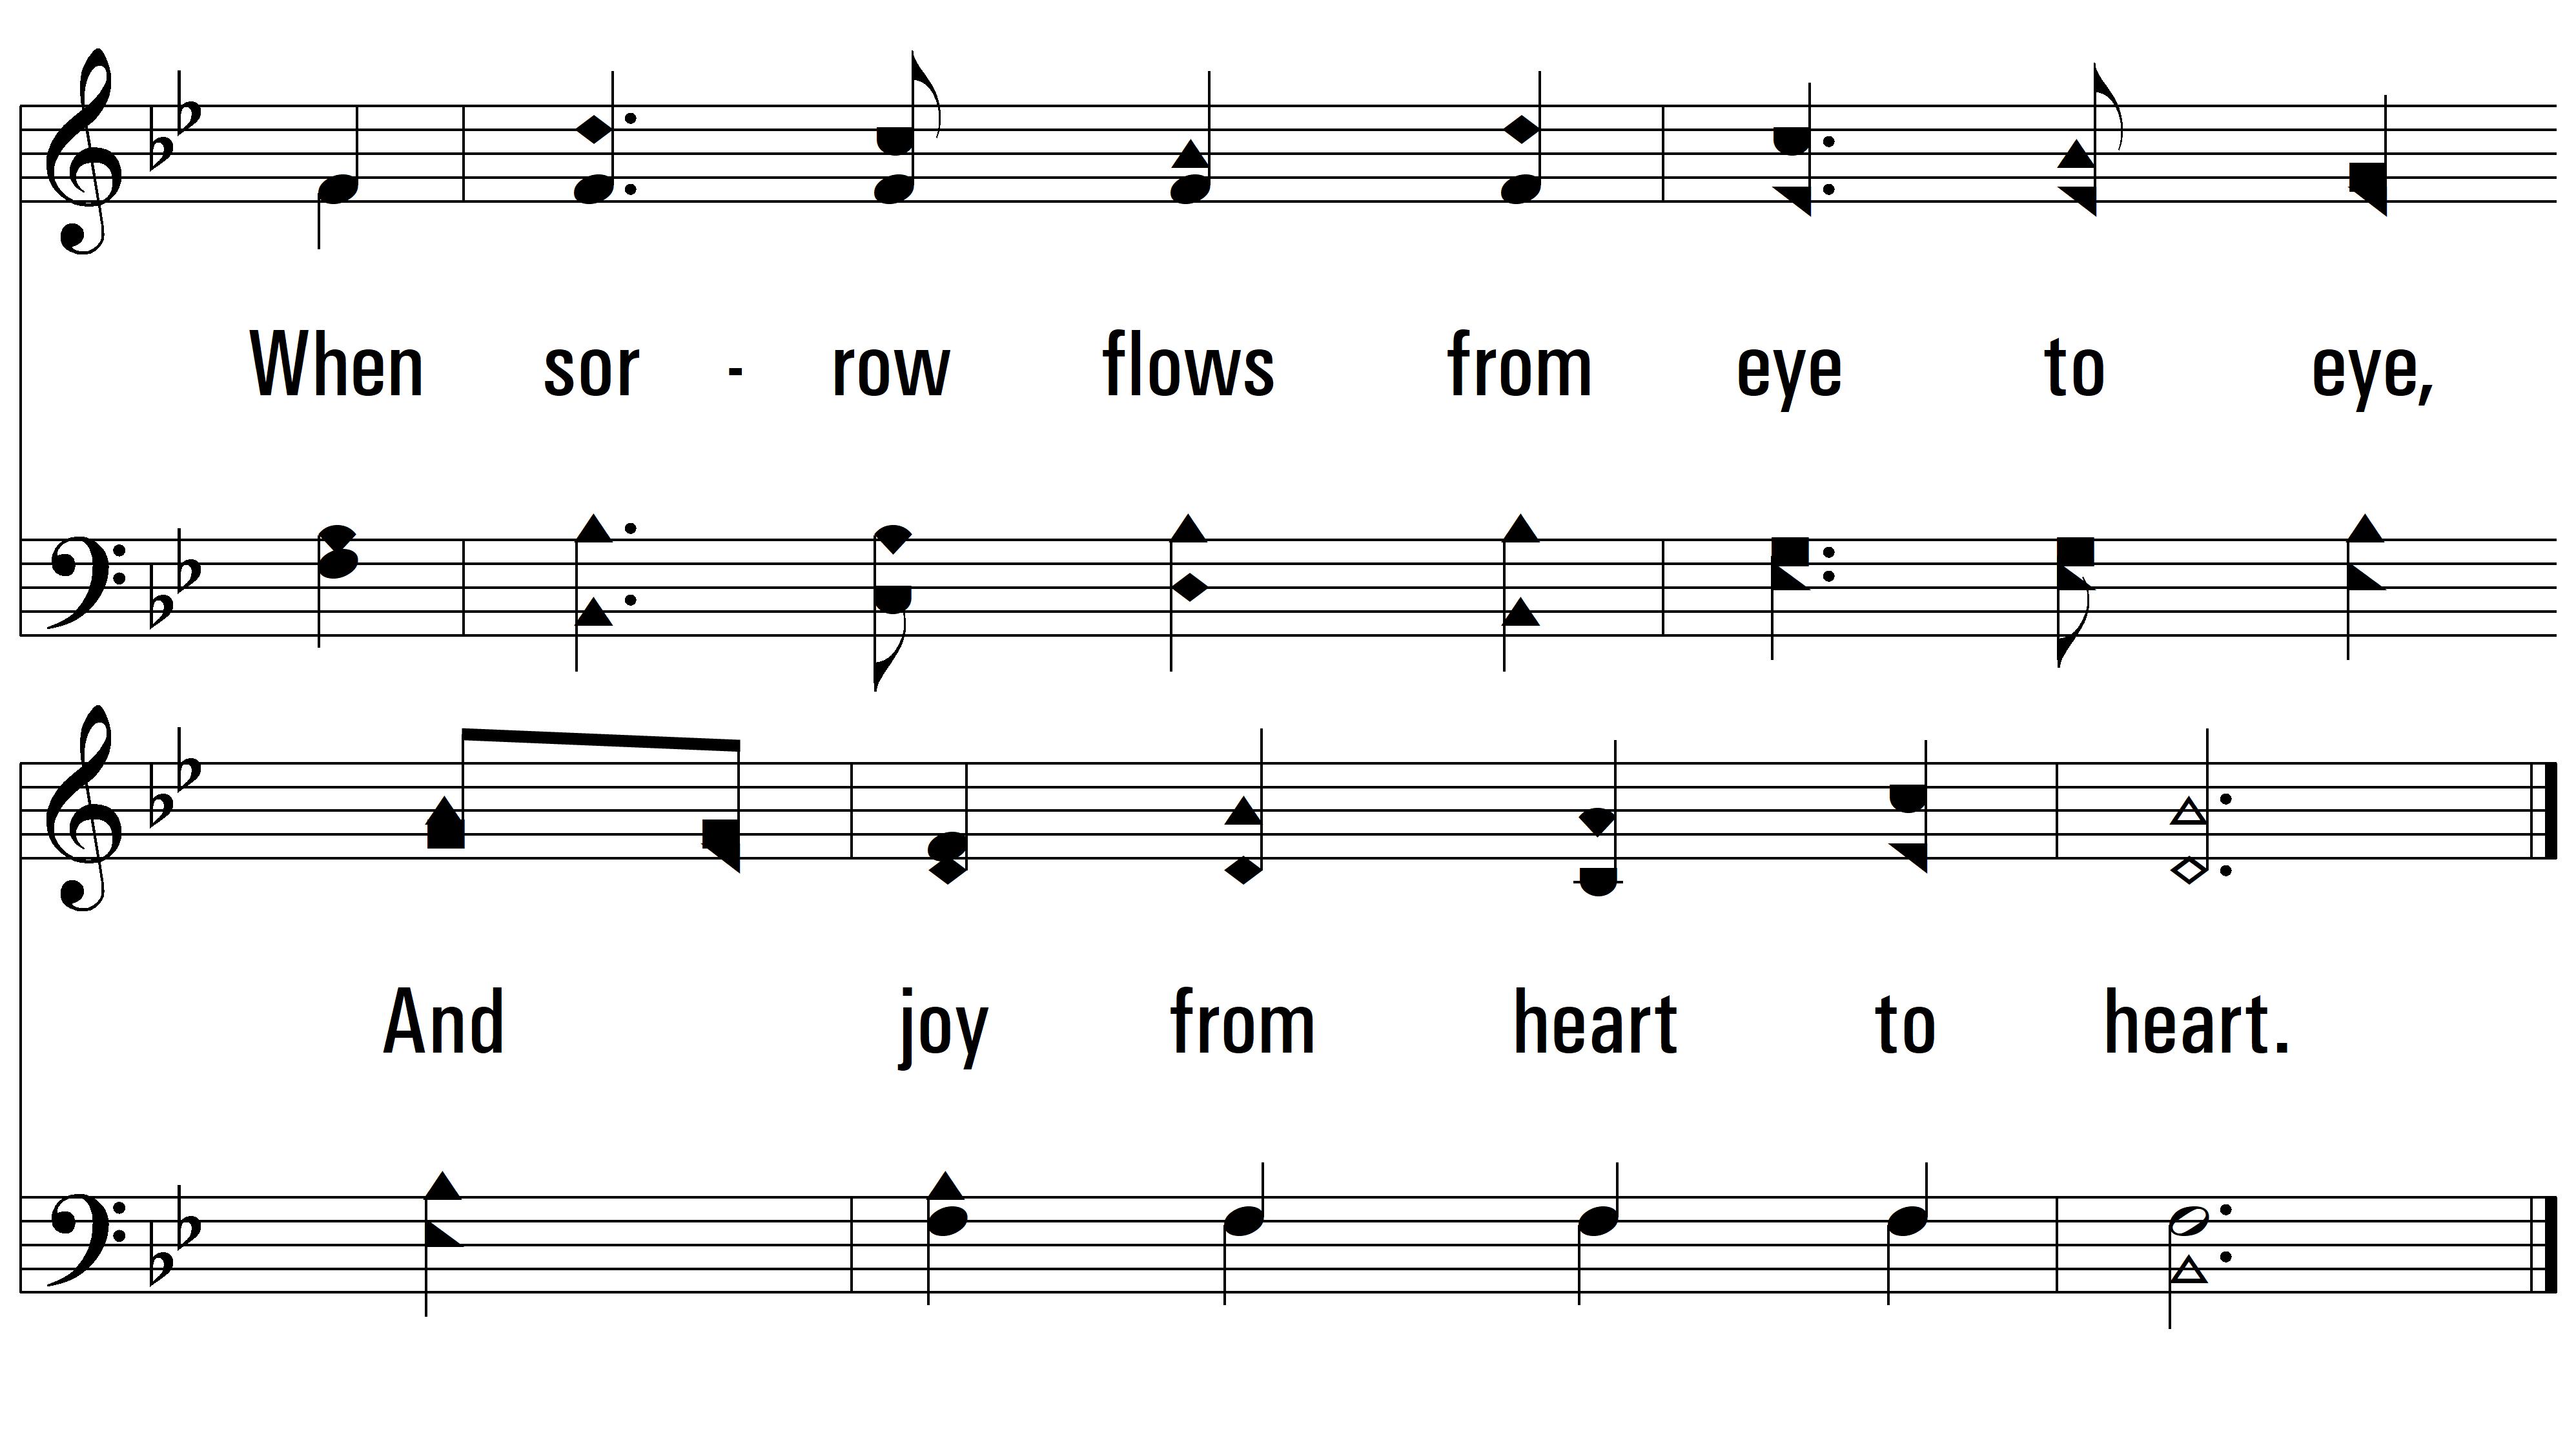 When sor - row flows from eye to eye,
And joy from heart to heart.